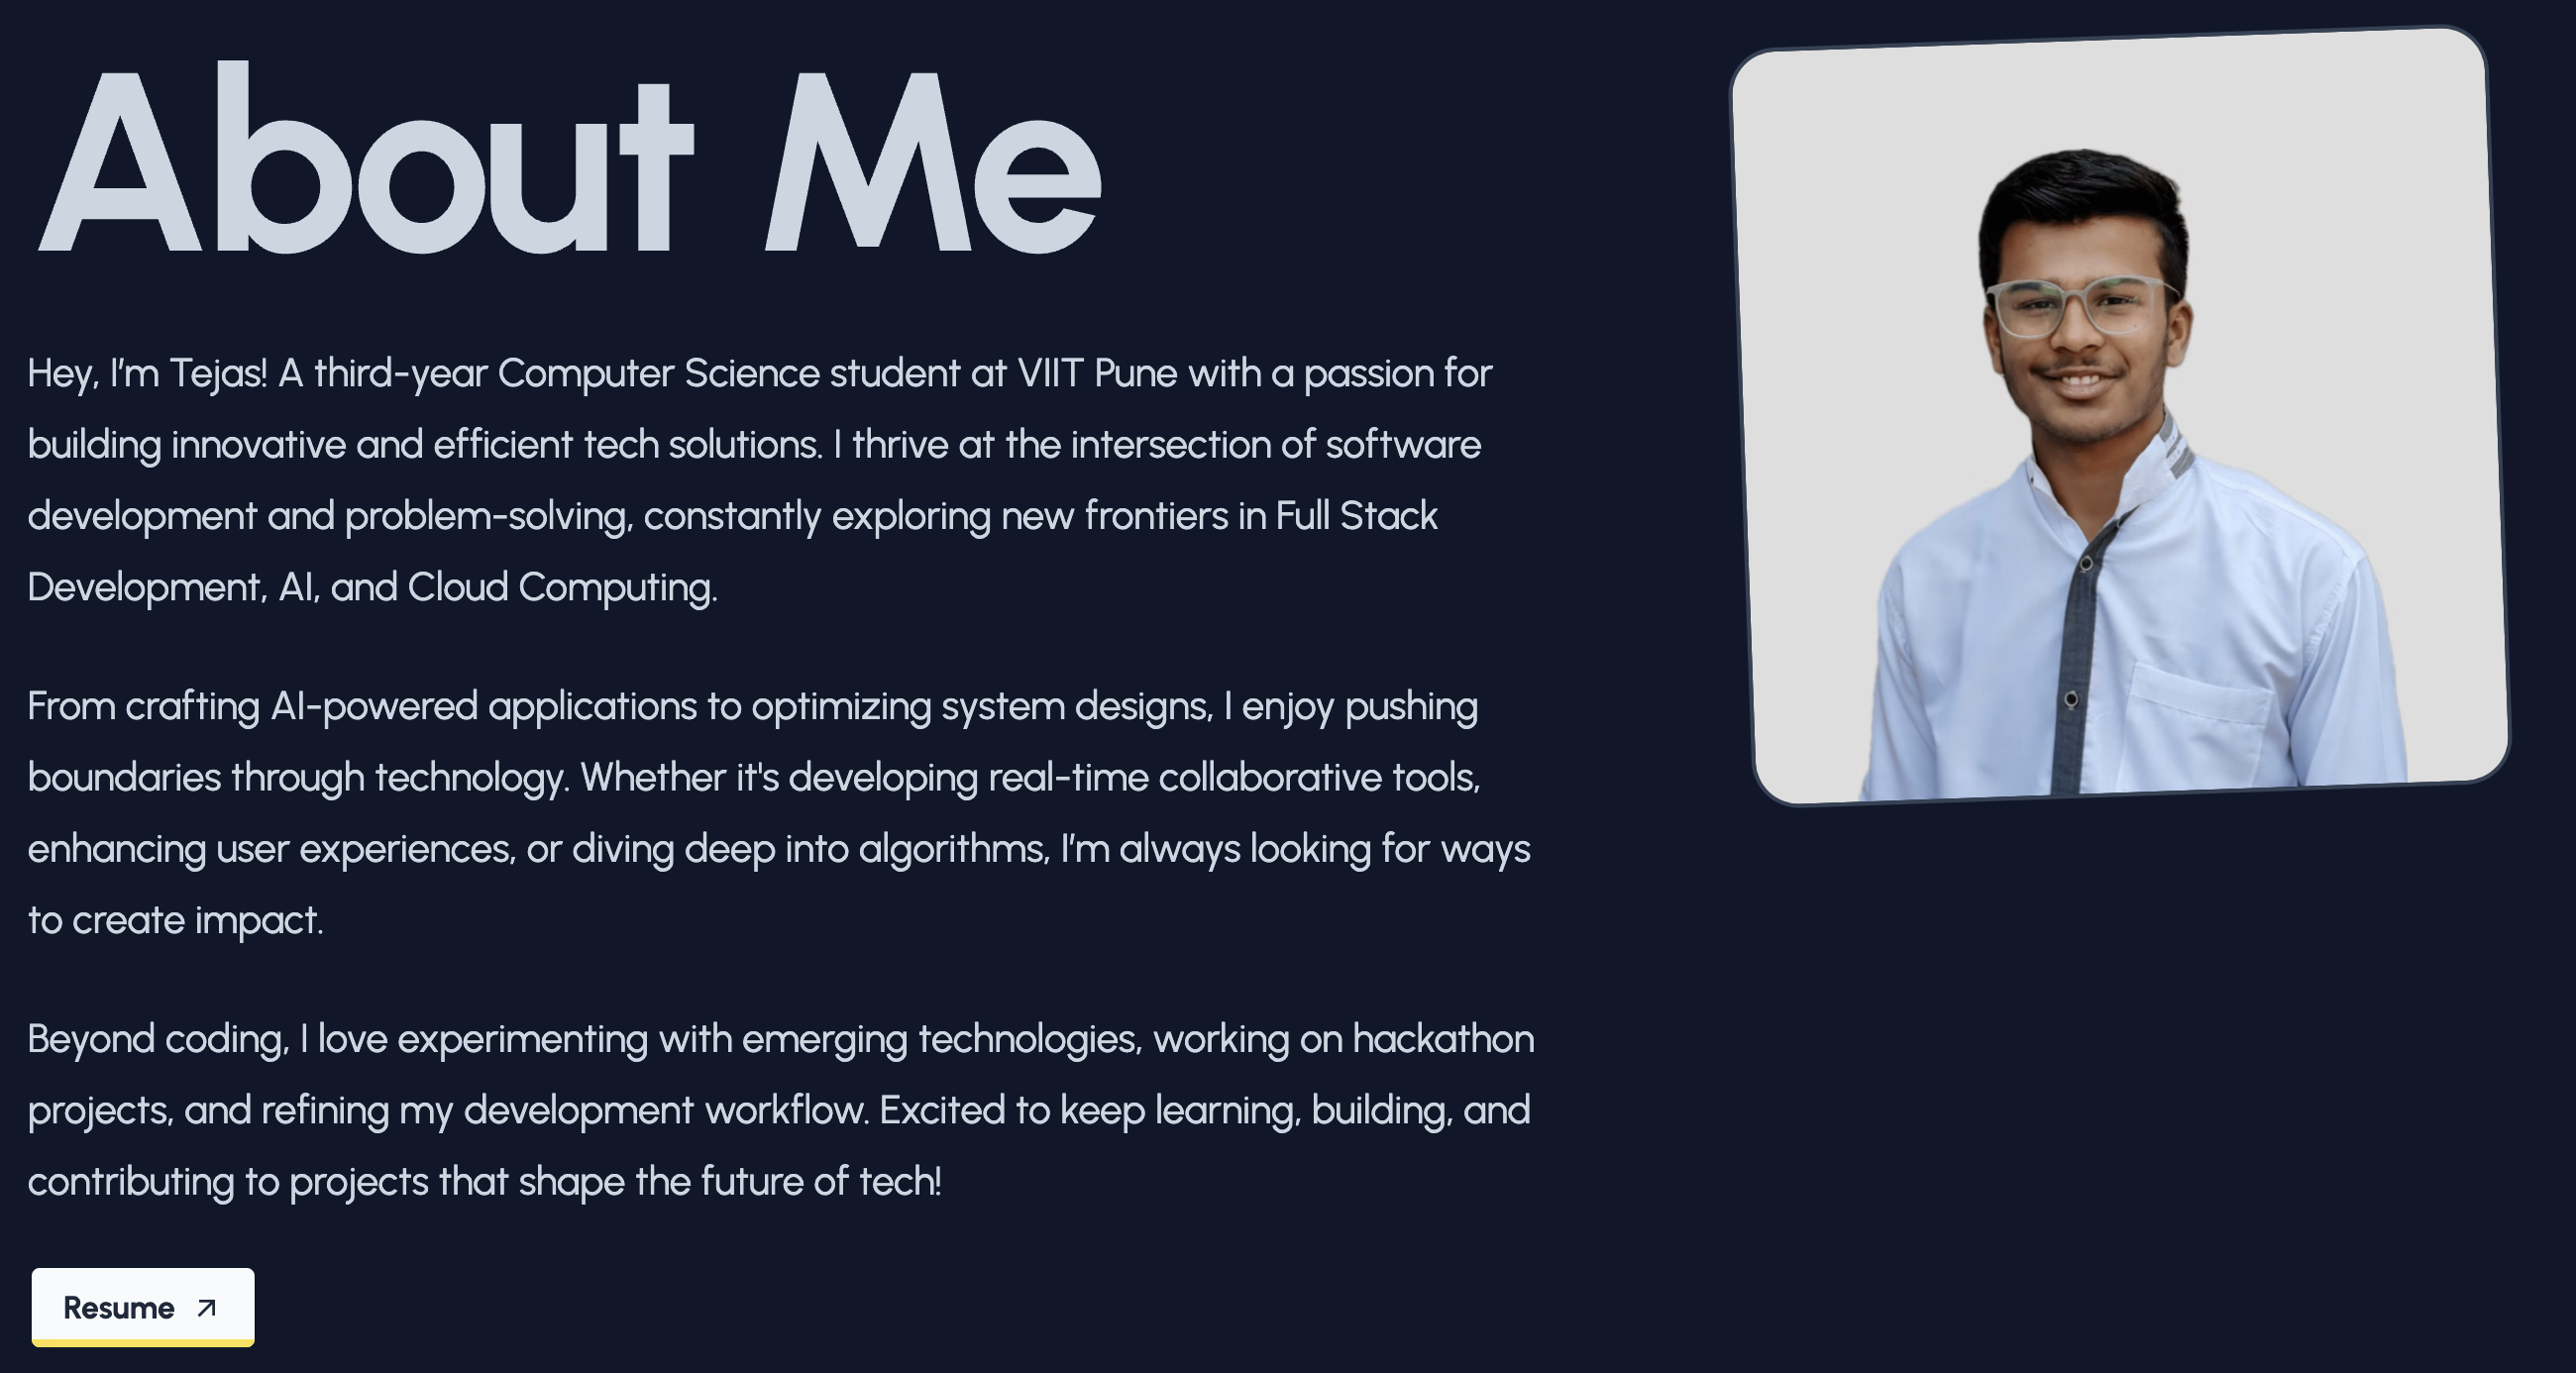 About Me
Hey, I’m Tejas! A third-year Computer Science student at VIIT Pune with a passion for
building innovative and efficient tech solutions. I thrive at the intersection of software
development and problem-solving, constantly exploring new frontiers in Full Stack
Development, AI, and Cloud Computing.
From crafting AI-powered applications to optimizing system designs, I enjoy pushing
boundaries through technology. Whether it's developing real-time collaborative tools,
enhancing user experiences, or diving deep into algorithms, I’m always looking for ways
to create impact.
Beyond coding, I love experimenting with emerging technologies, working on hackathon
projects, and refining my development workflow. Excited to keep learning, building, and
contributing to projects that shape the future of tech!
Resume